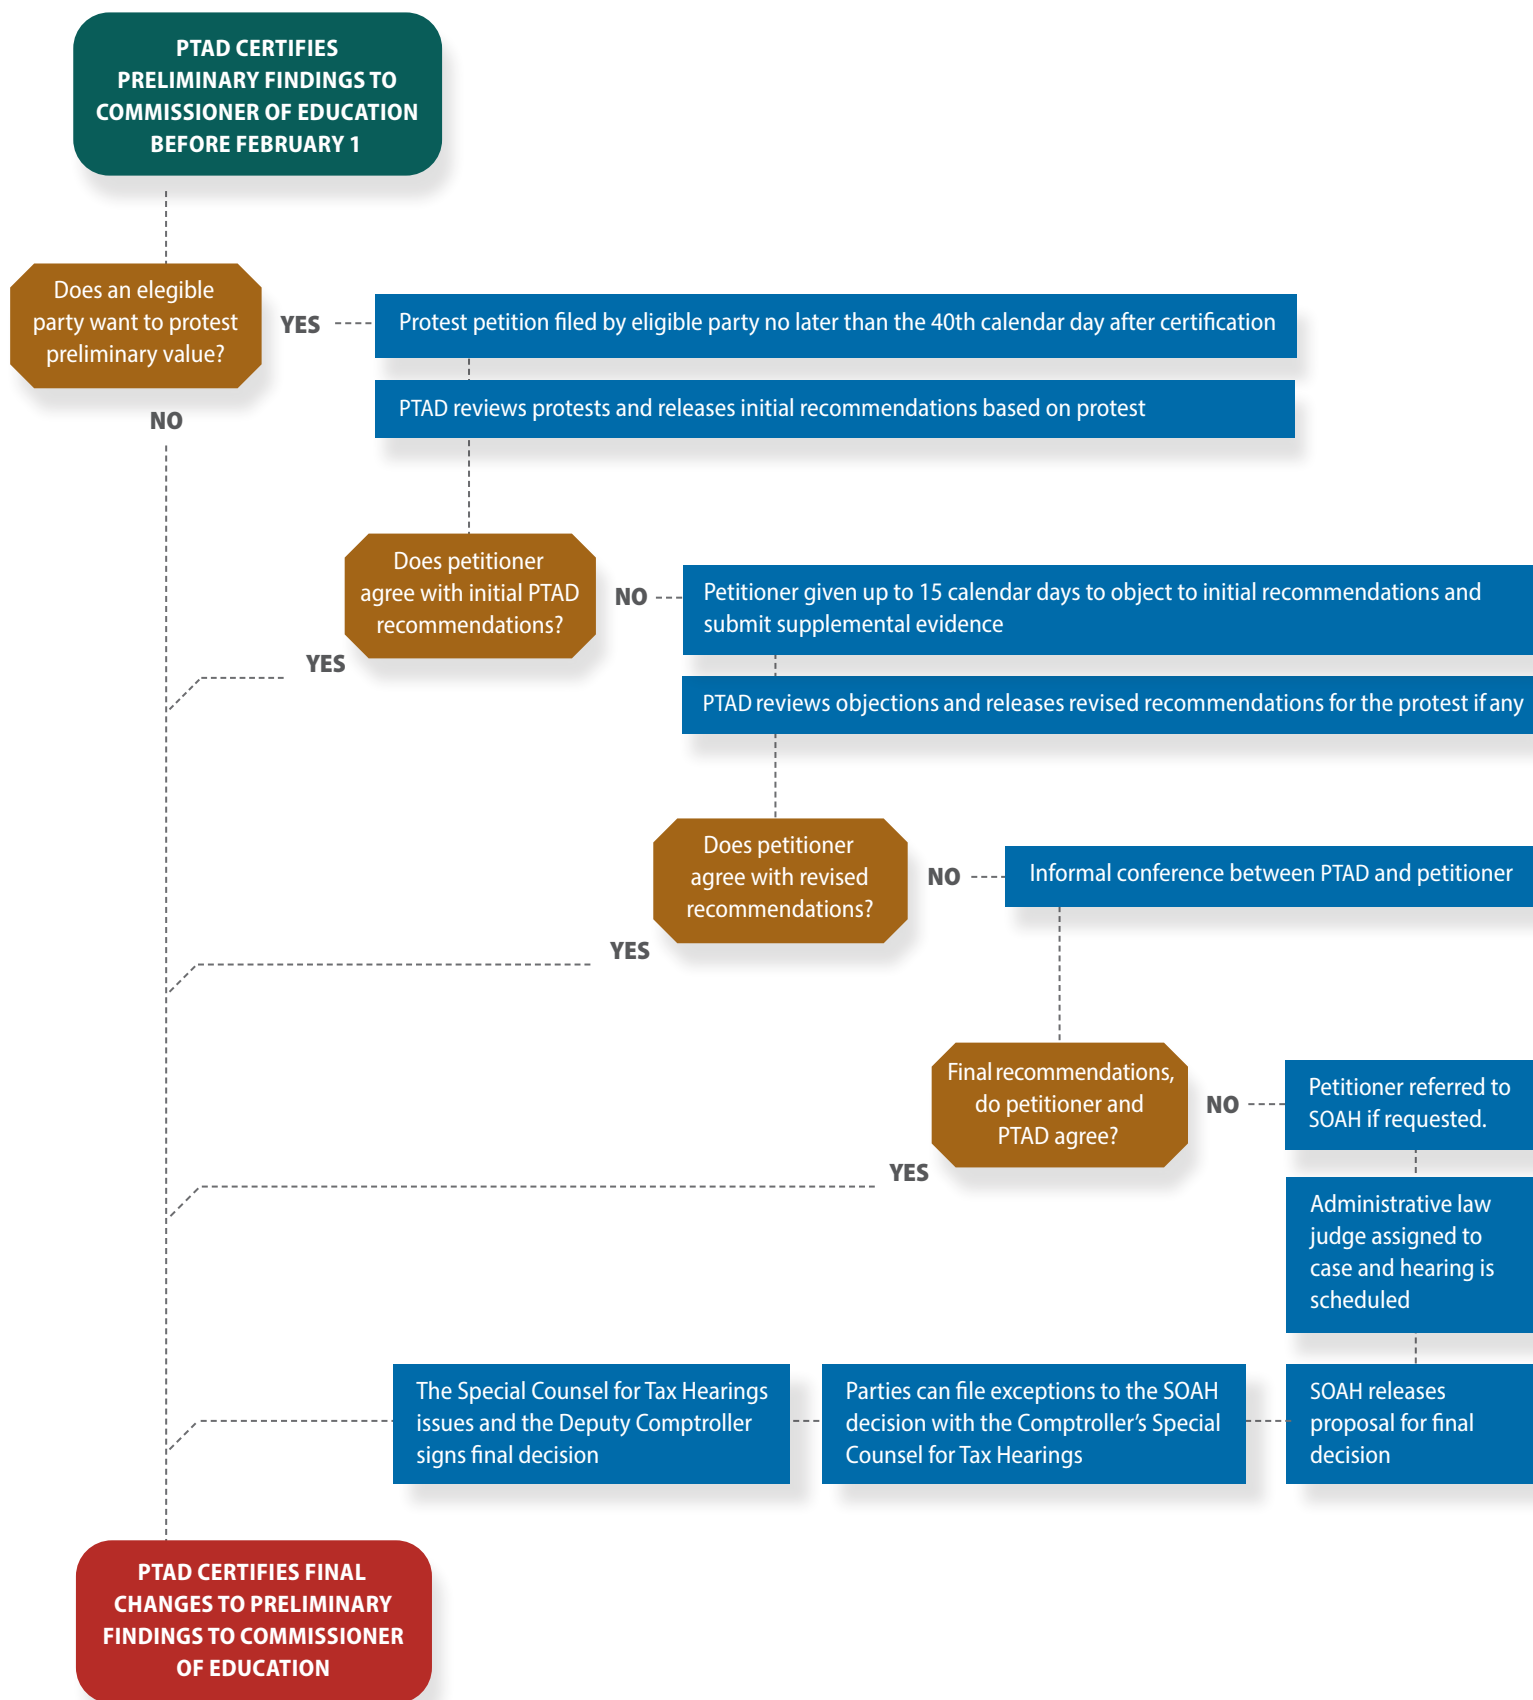 PTAD CERTIFIES
PRELIMINARY FINDINGS TO
COMMISSIONER OF EDUCATION
BEFORE FEBRUARY 1
Does an elegible
party want to protest
preliminary value?
YES
Protest petition filed by eligible party no later than the 40th calendar day after certification
PTAD reviews protests and releases initial recommendations based on protest
NO
Does petitioner
agree with initial PTAD
recommendations?
NO
Petitioner given up to 15 calendar days to object to initial recommendations and
submit supplemental evidence
YES
PTAD reviews objections and releases revised recommendations for the protest if any
Does petitioner
agree with revised
recommendations?
NO
Informal conference between PTAD and petitioner
YES
Final recommendations,
do petitioner and
PTAD agree?
NO
Petitioner referred to
SOAH if requested.
YES
Administrative law
judge assigned to
case and hearing is
scheduled
The Special Counsel for Tax Hearings
issues and the Deputy Comptroller
signs final decision
Parties can file exceptions to the SOAH
decision with the Comptroller's Special
Counsel for Tax Hearings
SOAH releases
proposal for final
decision
PTAD CERTIFIES FINAL
CHANGES TO PRELIMINARY
FINDINGS TO COMMISSIONER
OF EDUCATION